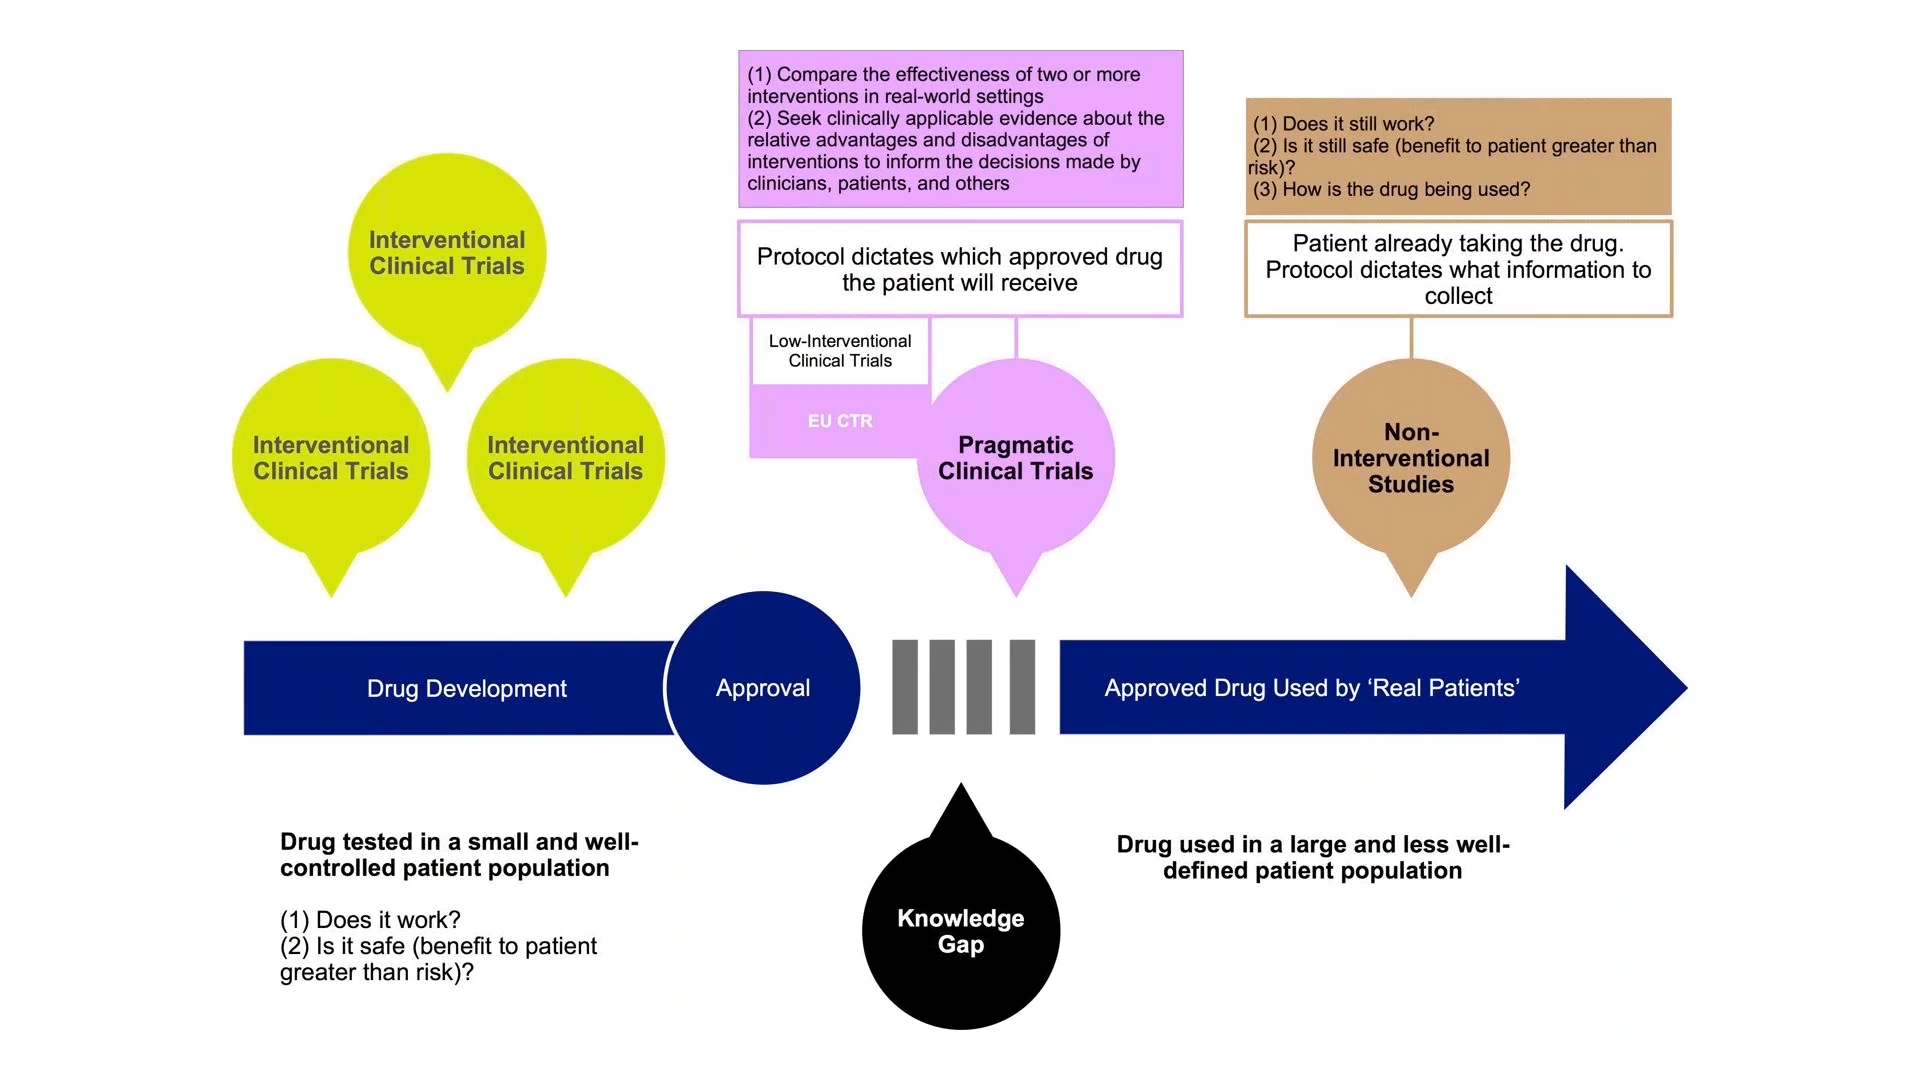 (1) Compare the effectiveness of two or more
interventions in real-world settings
(2) Seek clinically applicable evidence about the
relative advantages and disadvantages of
interventions to inform the decisions made by
clinicians, patients, and others
(1) Does it still work?
(2) Is it still safe (benefit to patient greater than
risk)?
(3) How is the drug being used?
Interventional
Clinical Trials
Protocol dictates which approved drug
the patient will receive
Patient already taking the drug.
Protocol dictates what information to
collect
Low-Interventional
Clinical Trials
EU CTR
Interventional
Clinical Trials
Interventional
Clinical Trials
Pragmatic
Clinical Trials
Non-
Interventional
Studies
Drug Development
Approval
Approved Drug Used by ‘Real Patients’
Drug tested in a small and well-
controlled patient population
(1) Does it work?
(2) Is it safe (benefit to patient
greater than risk)?
Knowledge
Gap
Drug used in a large and less well-
defined patient population